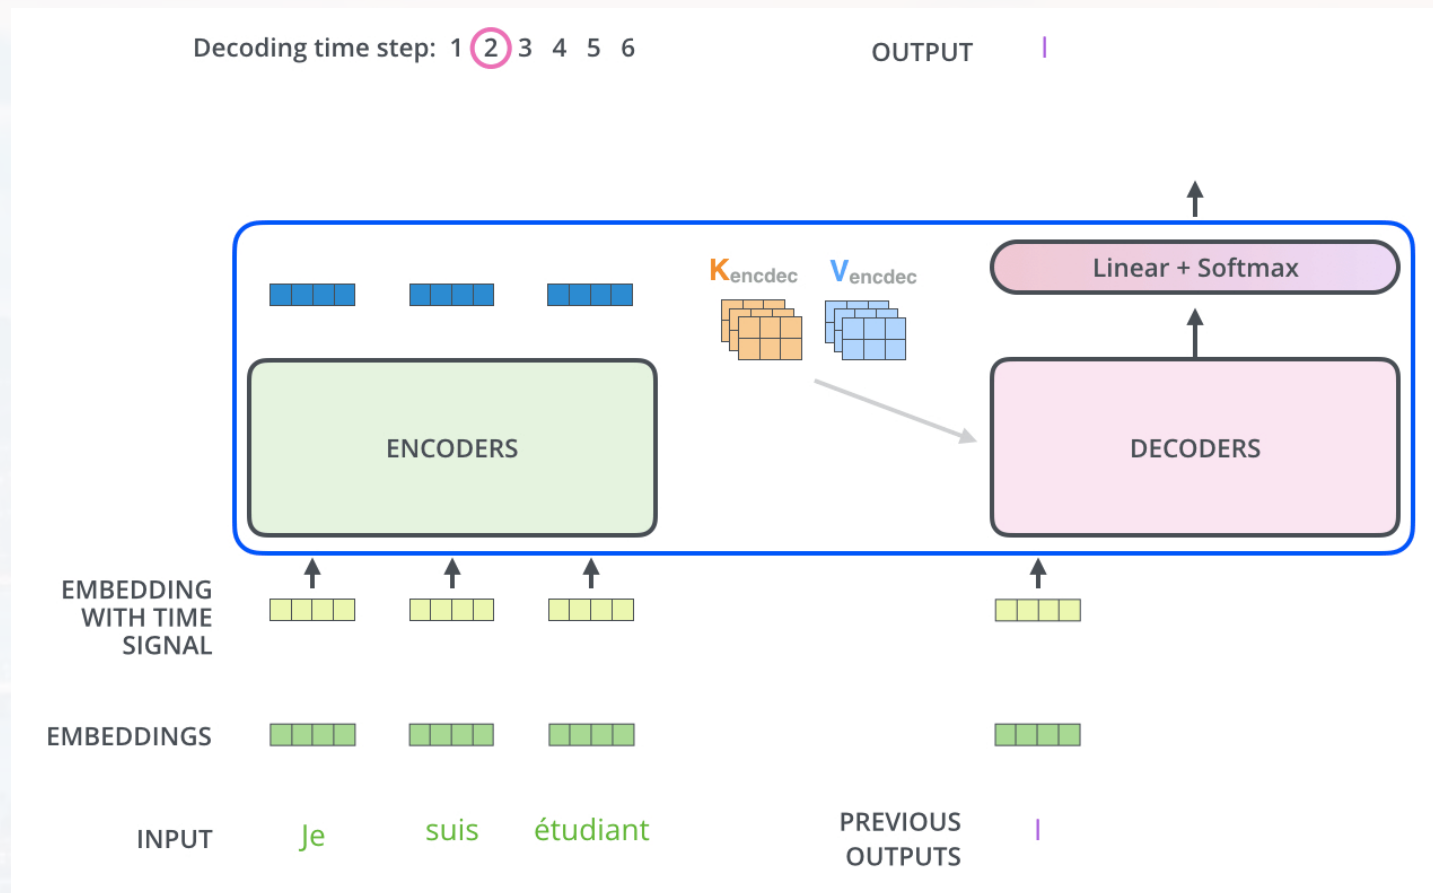 Decoding time step: 1 2 3 4 5 6
OUTPUT I
Kencdec Vencdec
Linear + Softmax
ENCODERS
DECODERS
EMBEDDING
WITH TIME
SIGNAL
EMBEDDINGS
INPUT Je suis étudiant
PREVIOUS
OUTPUTS
I